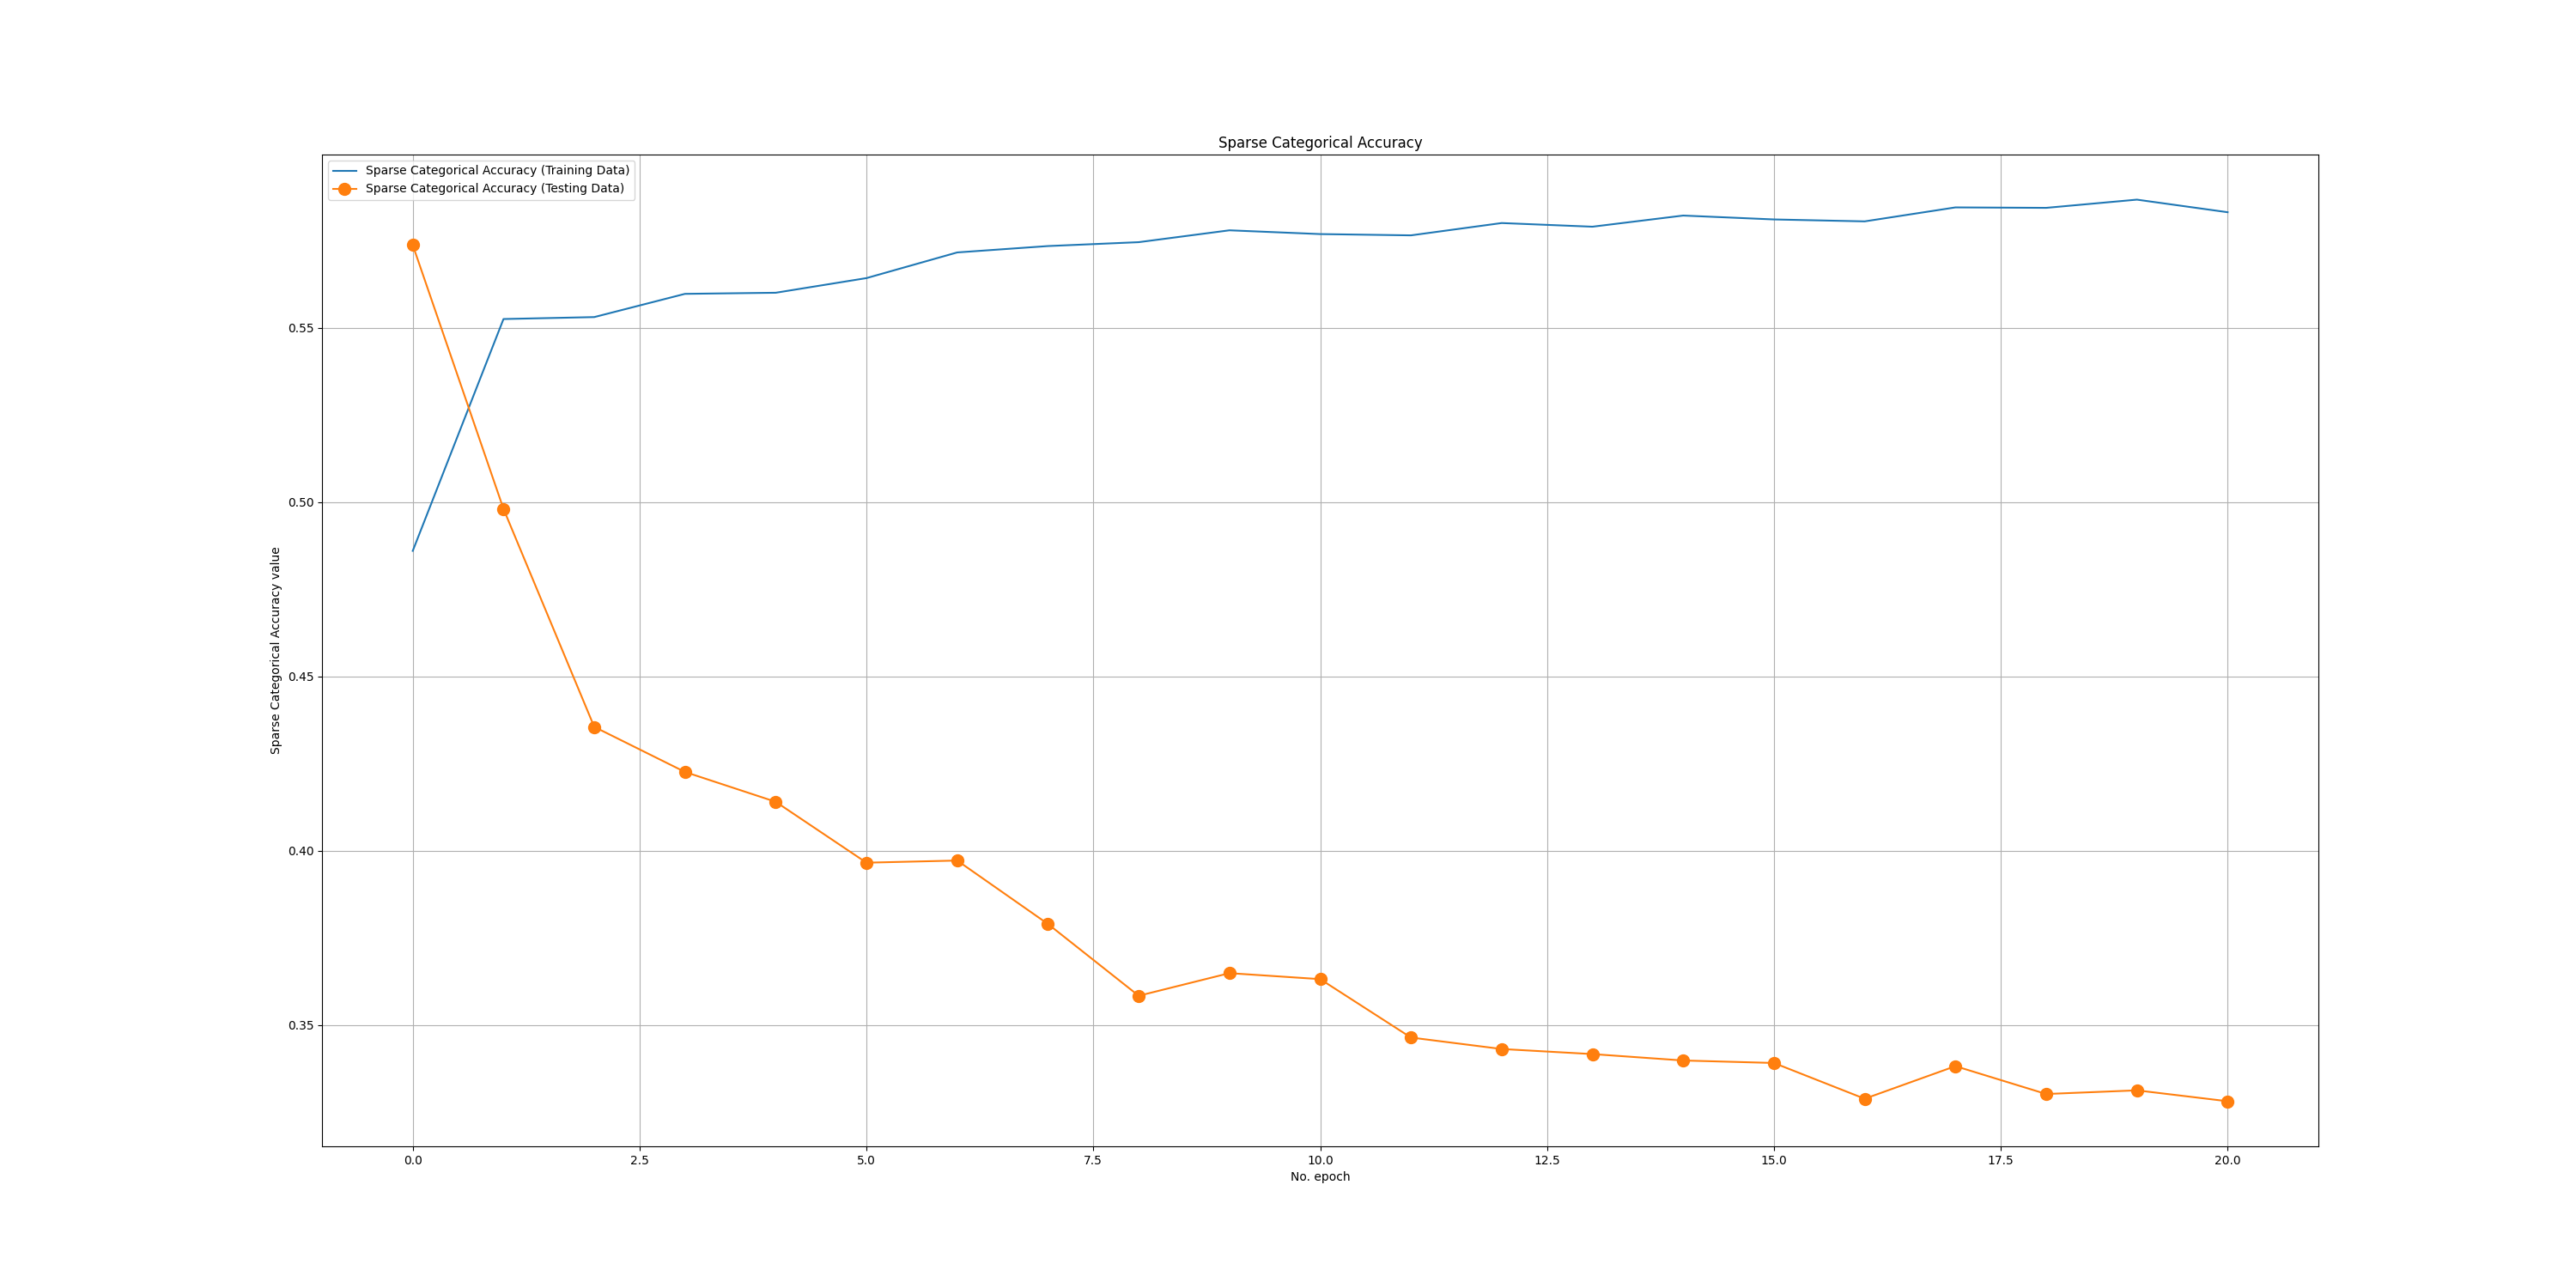 Sparse Categorical Accuracy
Sparse Categorical Accuracy (Training Data)
Sparse Categorical Accuracy (Testing Data)
Sparse Categorical Accuracy value
0.55
0.50
0.45
0.40
0.35
0.0 2.5 5.0 7.5 10.0 12.5 15.0 17.5 20.0
No. epoch